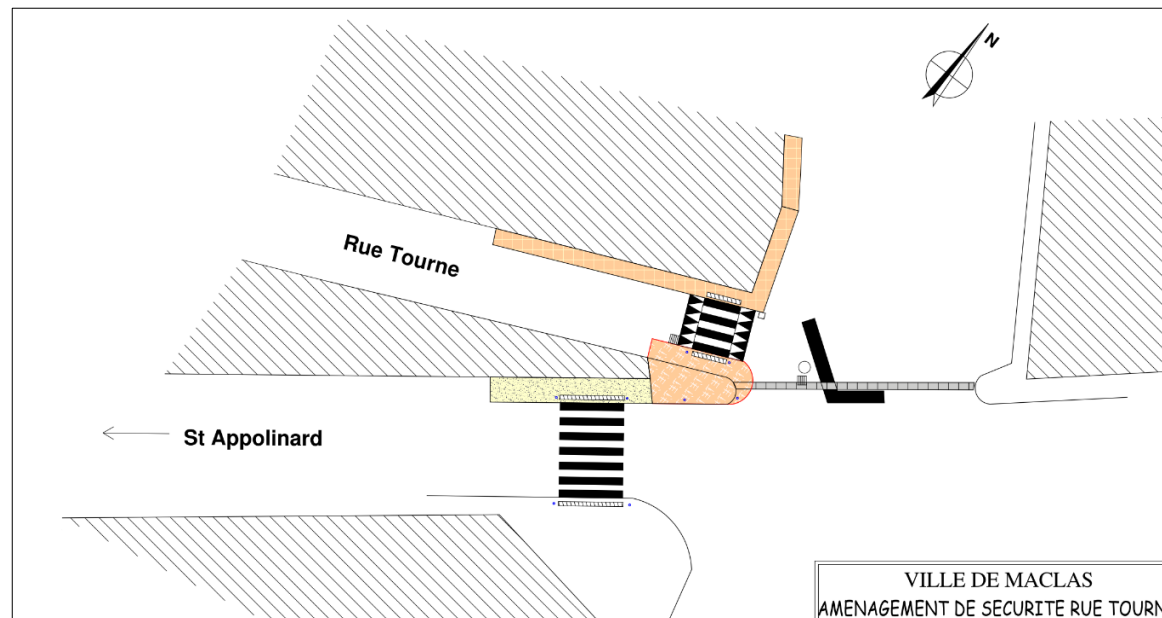 N
Rue Tourne
St Appolinard
VILLE DE MACLAS
AMENAGEMENT DE SECURITE RUE TOURN